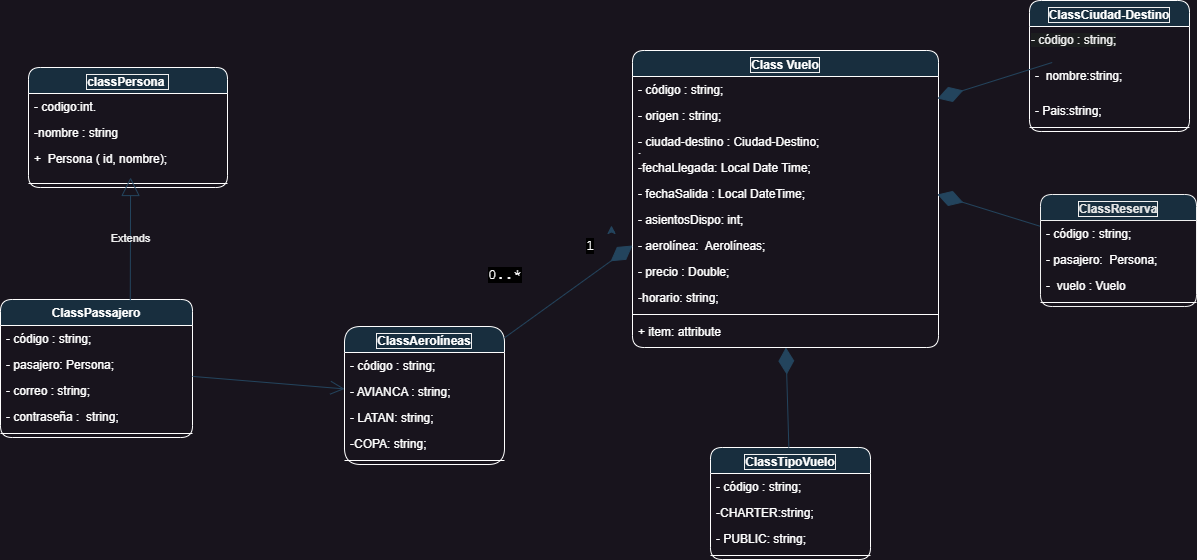 classPersona
- codigo:int.
-nombre : string
+  Persona ( id, nombre);
Extends
ClassPassajero
- código : string;
- pasajero: Persona;
- correo : string;
- contraseña :  string;
ClassAerolíneas
- código : string;
- AVIANCA : string;
- LATAN: string;
-COPA: string;
0..*
1
Class Vuelo
- código : string;
- origen : string;
- ciudad-destino : Ciudad-Destino;
-
-fechaLlegada: Local Date Time;
- fechaSalida : Local DateTime;
- asientosDispo: int;
- aerolínea:  Aerolíneas;
- precio : Double;
-horario: string;
+ item: attribute
ClassTipoVuelo
- código : string;
-CHARTER:string;
- PUBLIC: string;
ClassCiudad-Destino
- código : string;
-  nombre:string;
- Pais:string;
ClassReserva
- código : string;
- pasajero:  Persona;
-  vuelo : Vuelo